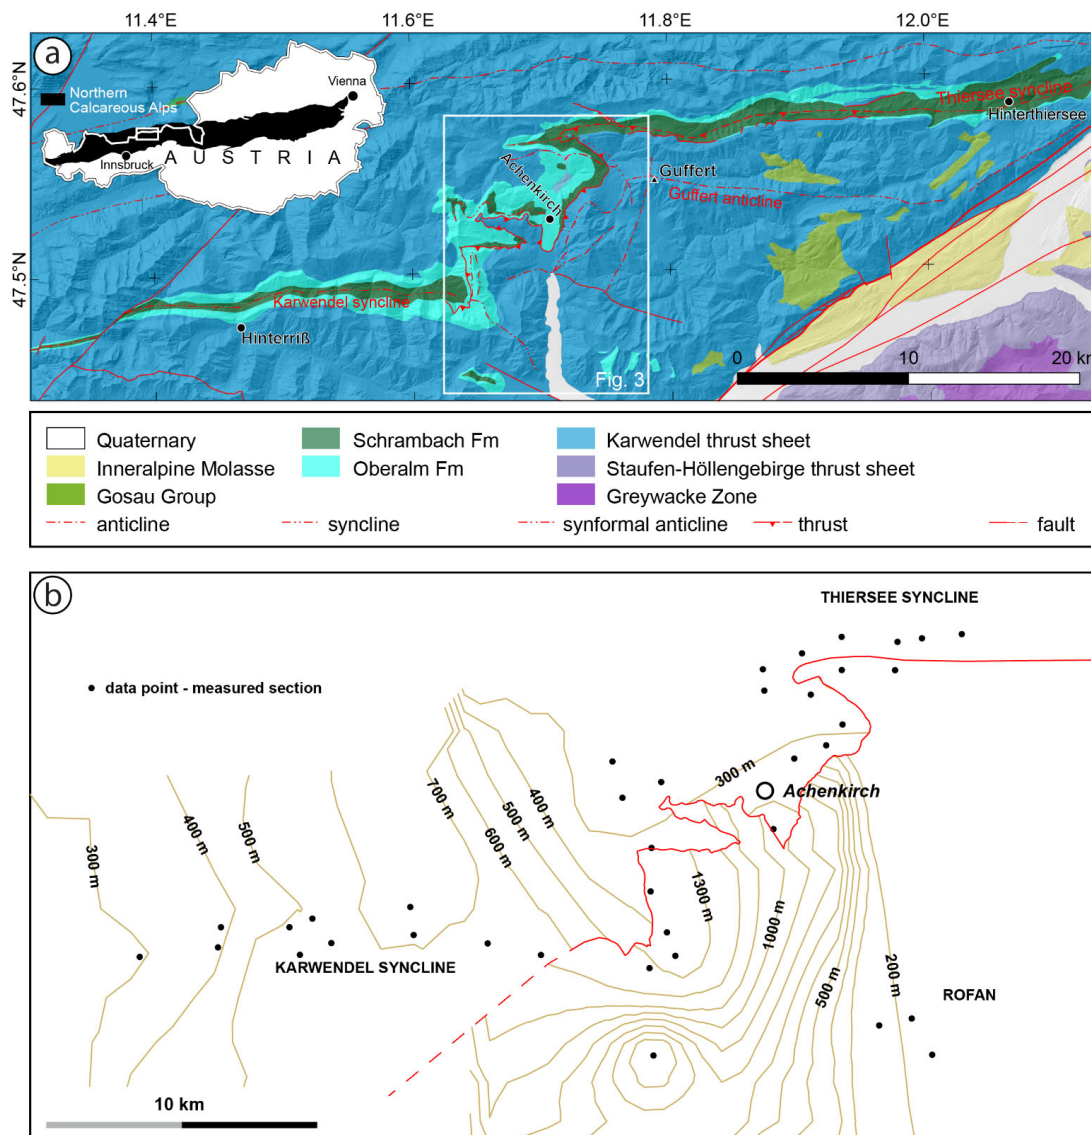 11.4°E
11.6°E
11.8°E
12.0°E
a
47.6°N
47.5°N
Northern
Calcareous Alps
Vienna
Innsbruck
AUSTRIA
Thiersee syncline
Hinterthiersee
Achenkirch
Guffert
Guffert anticline
Karwendel syncline
Hinterriß
Fig. 3
0
10
20 km
Quaternary
Schrambach Fm
Karwendel thrust sheet
Inneralpine Molasse
Oberalm Fm
Staufen-Höllengebirge thrust sheet
Gosau Group
Greywacke Zone
anticline
syncline
synformal anticline
thrust
fault
b
THIERSEE SYNCLINE
data point - measured section
300 m
Achenkirch
700 m
400 m
500 m
600 m
400 m
500 m
300 m
1300 m
1000 m
500 m
200 m
KARWENDEL SYNCLINE
ROFAN
10 km